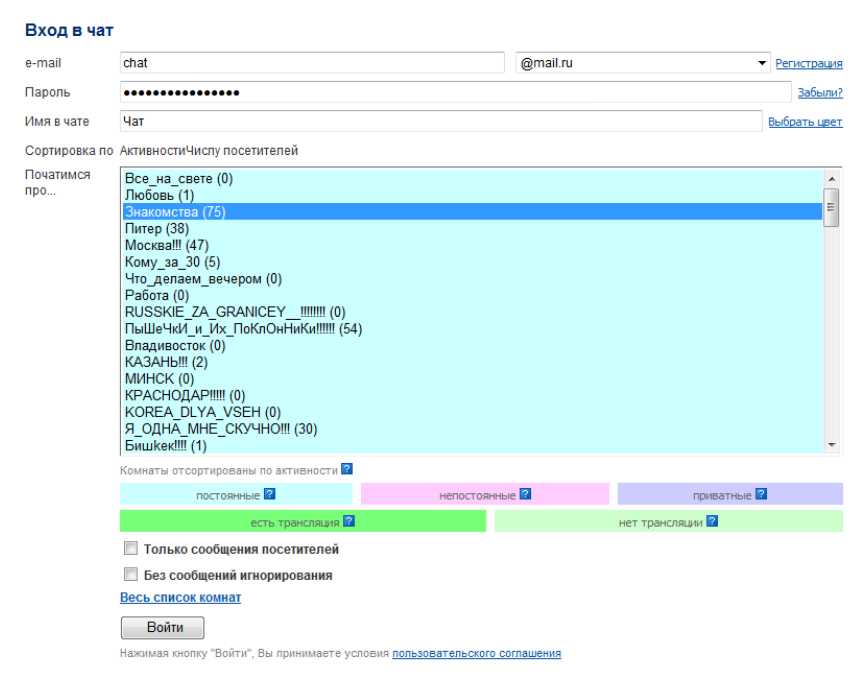 Вход в чат
e-mail chat @mail.ru Регистрация
Пароль •••••••••••••••• Забыли?
Имя в чате Чат Выбрать цвет
Сортировка по АктивностиЧислу посетителей
Початимся про...
Все_на_свете (0)
Любовь (1)
Знакомства (75)
Питер (38)
Москва!!! (47)
Кому_за_30 (5)
Что_делаем_вечером (0)
Работа (0)
RUSSKIE_ZA_GRANICEY__!!!!!!!! (0)
ПыШеЧкИ_и_Их_ПоКлОнНиКи!!!!!! (54)
Владивосток (0)
КАЗАНЬ!!! (2)
МИНСК (0)
КРАСНОДАР!!!!! (0)
KOREA_DLYA_VSEH (0)
Я_ОДНА_МНЕ_СКУЧНО!!! (30)
Бишкек!!!! (1)
Комнаты отсортированы по активности ?
постоянные ? непостоянные ? приватные ?
есть трансляция ? нет трансляции ?
Только сообщения посетителей
Без сообщений игнорирования
Весь список комнат
Войти
Нажимая кнопку "Войти", Вы принимаете условия пользовательского соглашения